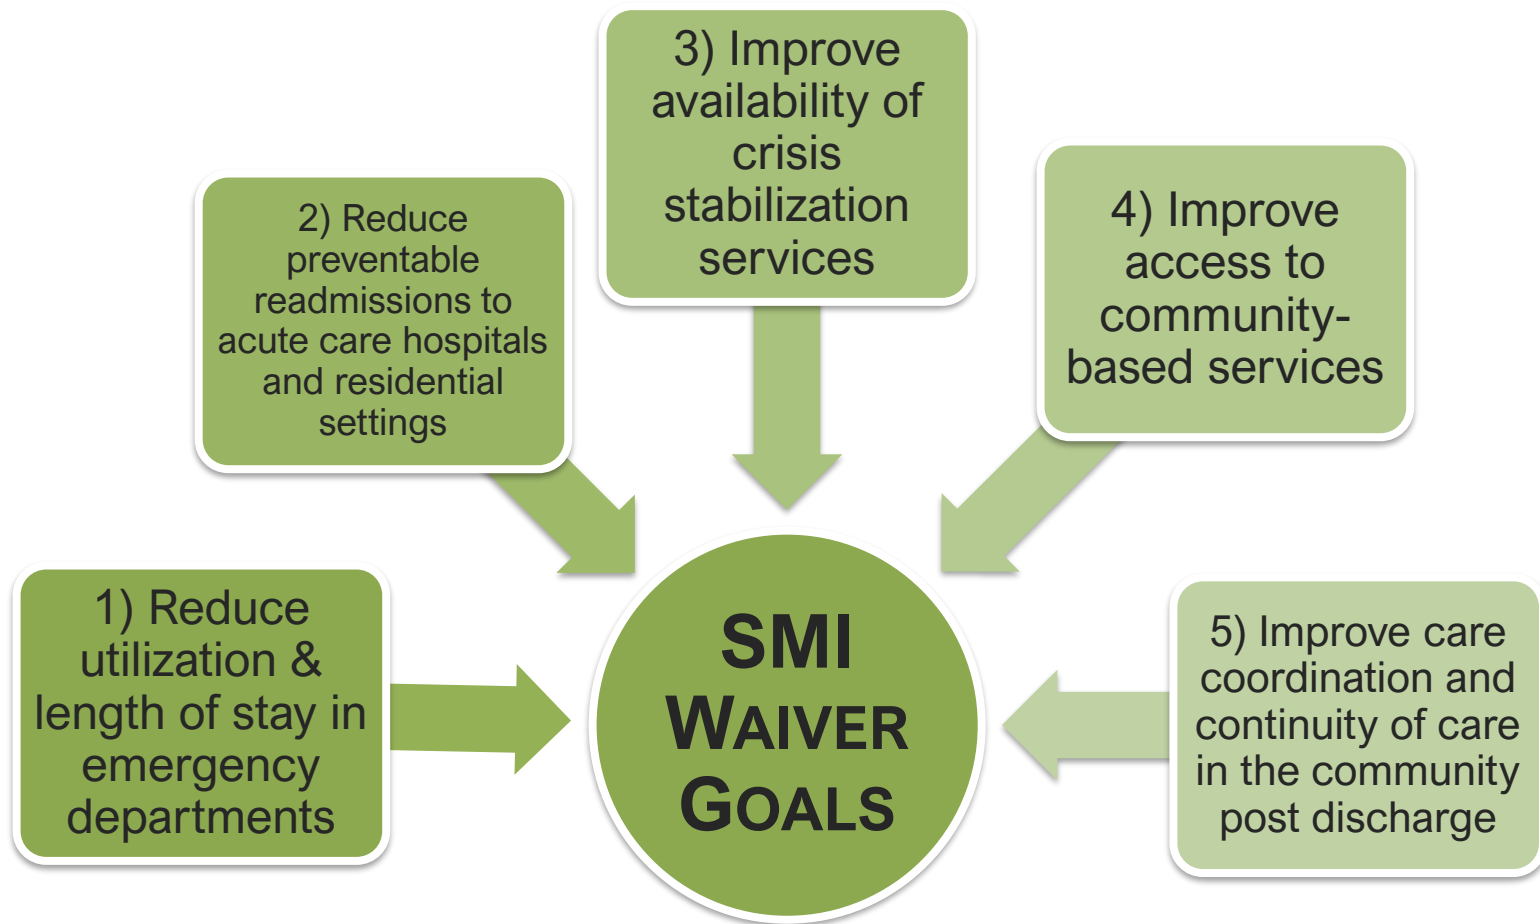 1) Reduce
utilization &
length of stay in
emergency
departments
2) Reduce
preventable
readmissions to
acute care hospitals
and residential
settings
3) Improve
availability of
crisis
stabilization
services
4) Improve
access to
community-
based services
5) Improve care
coordination and
continuity of care
in the community
post discharge
SMI
WAIVER
GOALS